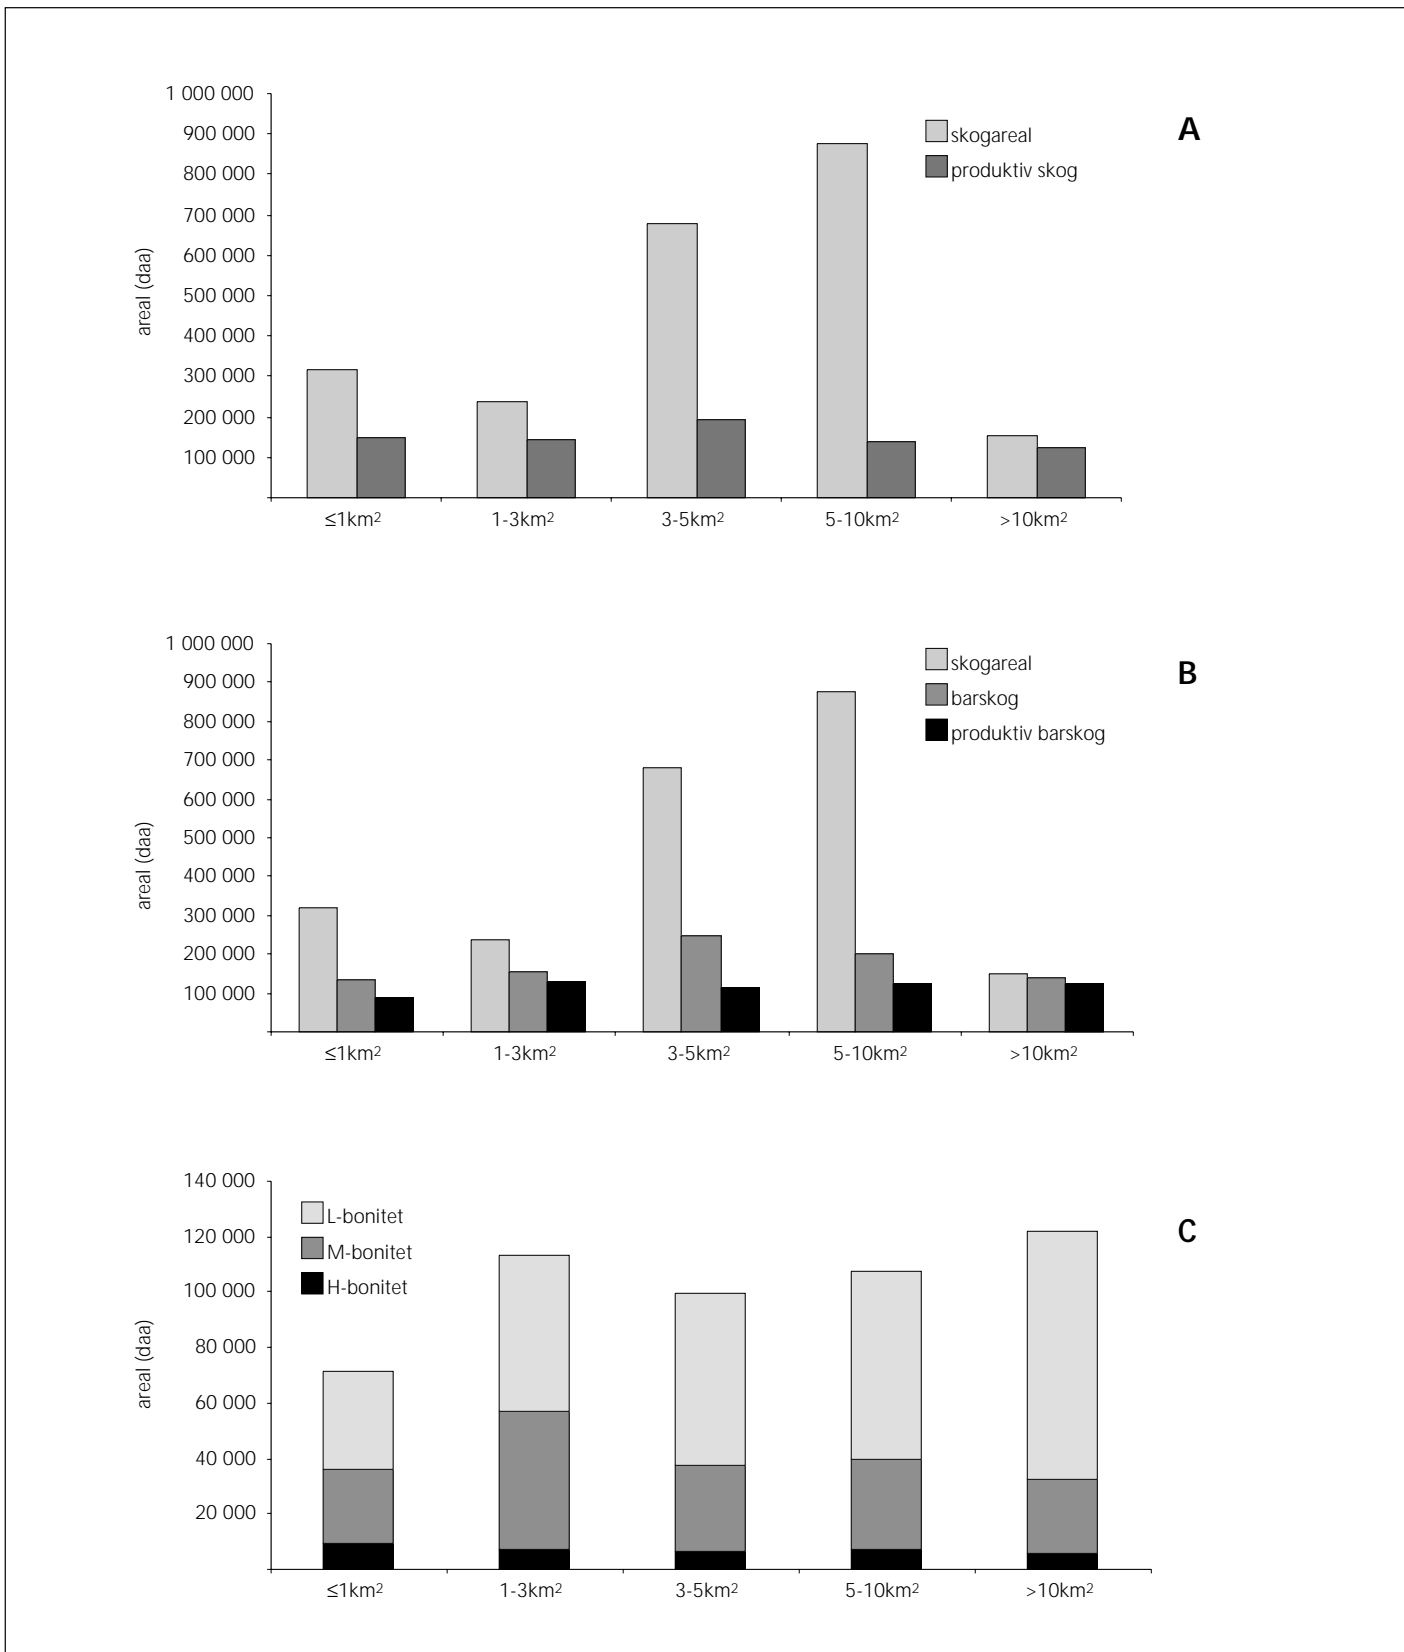 A
1 000 000
900 000
800 000
700 000
600 000
500 000
400 000
300 000
200 000
100 000
areal (daa)
skogareal
produktiv skog
≤1km²
1-3km²
3-5km²
5-10km²
>10km²
B
1 000 000
900 000
800 000
700 000
600 000
500 000
400 000
300 000
200 000
100 000
areal (daa)
skogareal
barskog
produktiv barskog
≤1km²
1-3km²
3-5km²
5-10km²
>10km²
C
140 000
120 000
100 000
80 000
60 000
40 000
20 000
areal (daa)
L-bonitet
M-bonitet
H-bonitet
≤1km²
1-3km²
3-5km²
5-10km²
>10km²